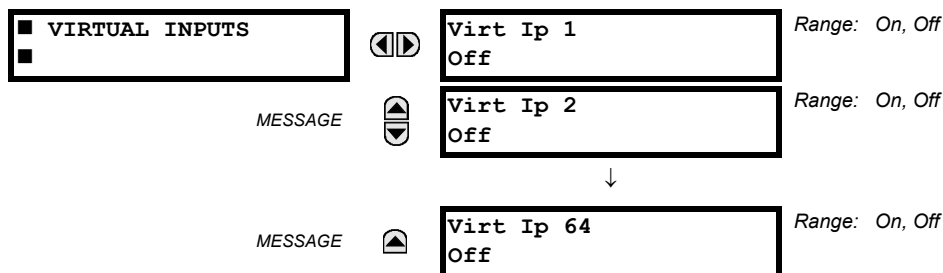 ■ VIRTUAL INPUTS
■
Virt Ip 1
Off
Range: On, Off
MESSAGE
Virt Ip 2
Off
Range: On, Off
↓
MESSAGE
Virt Ip 64
Off
Range: On, Off